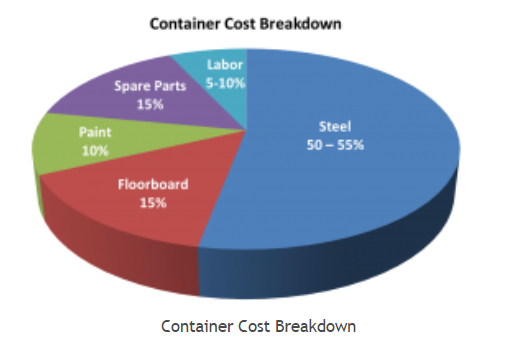 Container Cost Breakdown
Labor
5-10%
Spare Parts
15%
Steel
50 – 55%
Paint
10%
Floorboard
15%
Container Cost Breakdown